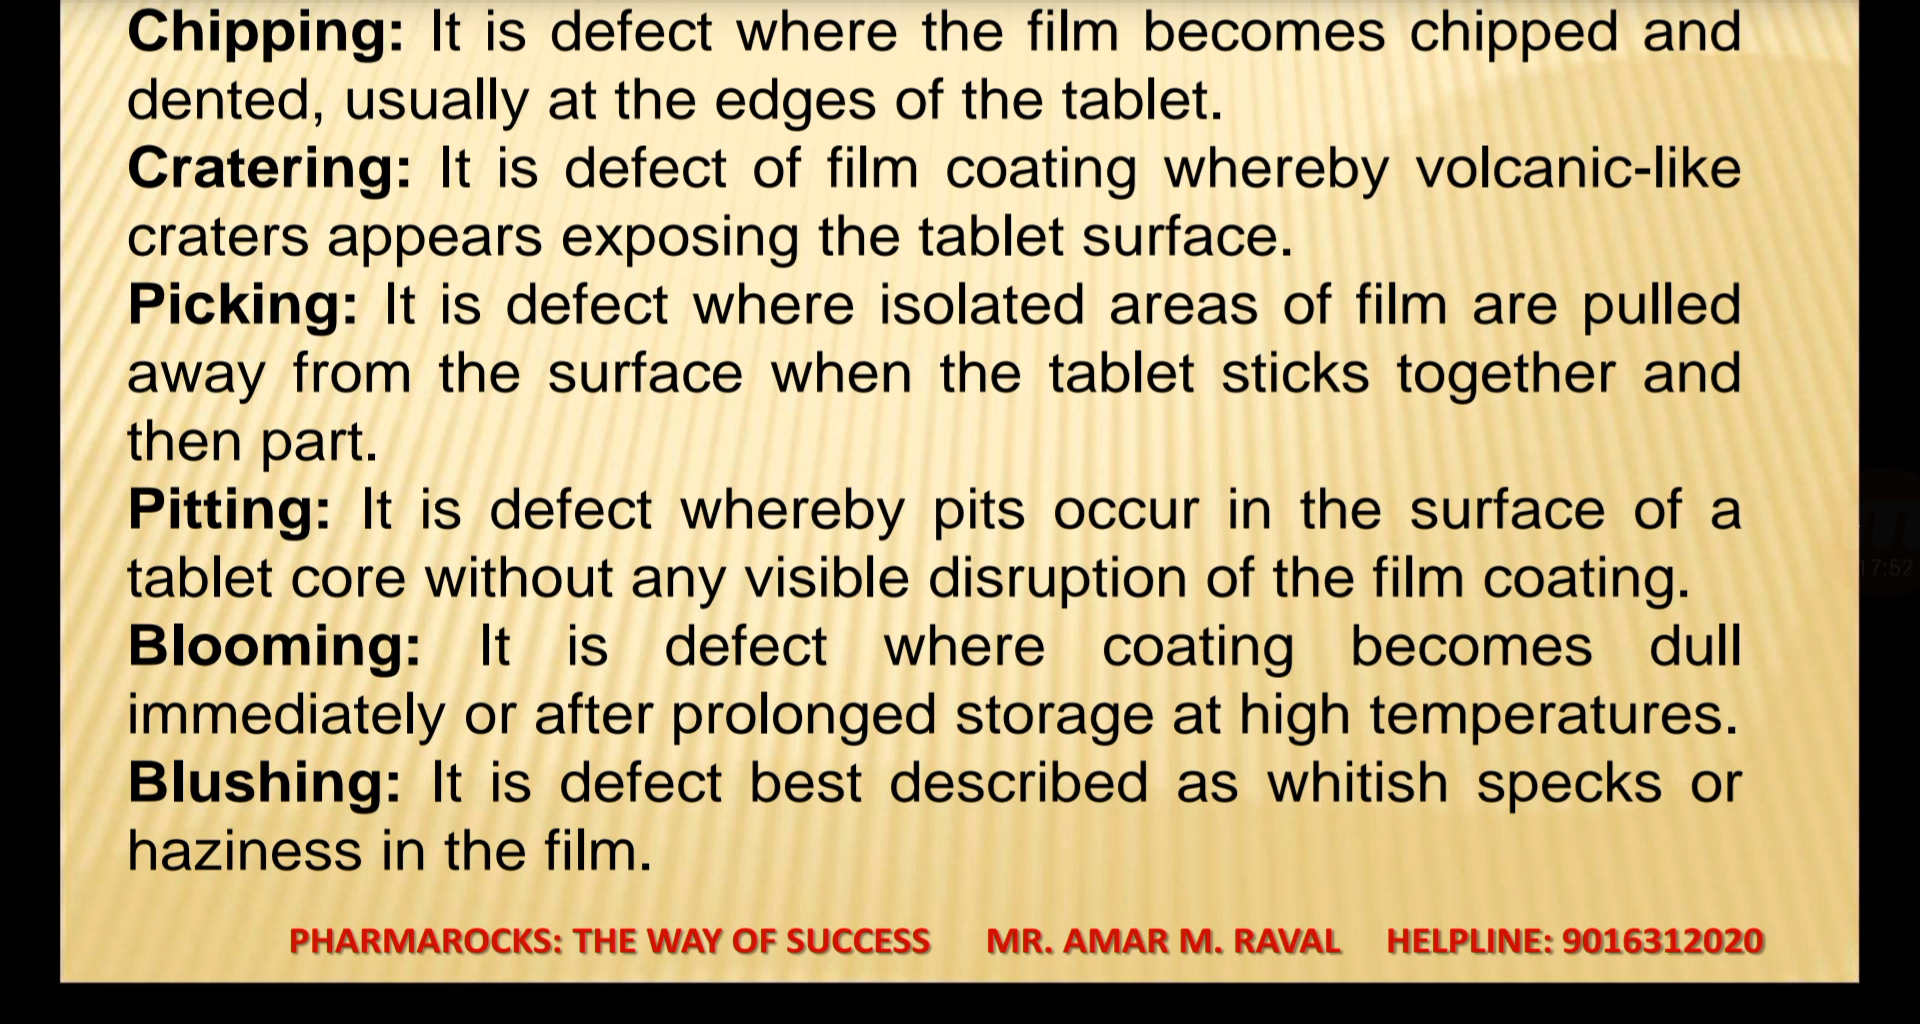 Chipping: It is defect where the film becomes chipped and
dented, usually at the edges of the tablet.
Cratering: It is defect of film coating whereby volcanic-like
craters appears exposing the tablet surface.
Picking: It is defect where isolated areas of film are pulled
away from the surface when the tablet sticks together and
then part.
Pitting: It is defect whereby pits occur in the surface of a
tablet core without any visible disruption of the film coating.
Blooming: It is defect where coating becomes dull
immediately or after prolonged storage at high temperatures.
Blushing: It is defect best described as whitish specks or
haziness in the film.
PHARMAROCKS: THE WAY OF SUCCESS MR. AMAR M. RAVAL HELPLINE: 9016312020
17:52